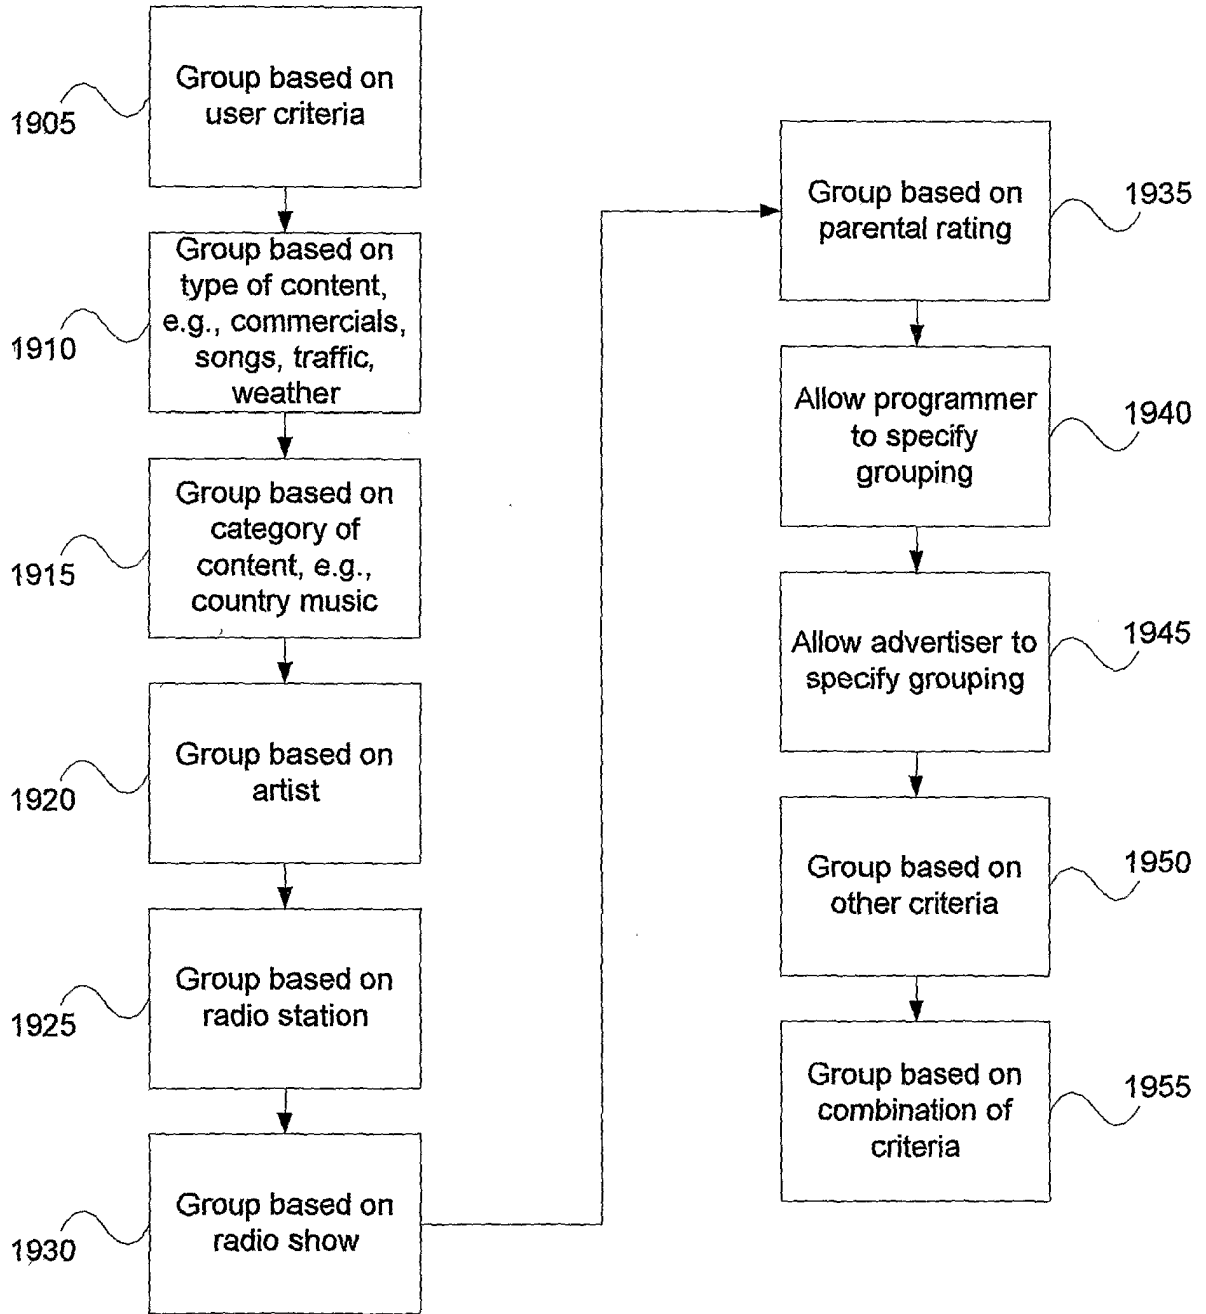 Group based on
user criteria
1905
Group based on
type of content,
e.g., commercials,
songs, traffic,
weather
1910
Group based on
category of
content, e.g.,
country music
1915
Group based on
artist
1920
Group based on
radio station
1925
Group based on
radio show
1930
Group based on
parental rating
1935
Allow programmer
to specify
grouping
1940
Allow advertiser to
specify grouping
1945
Group based on
other criteria
1950
Group based on
combination of
criteria
1955